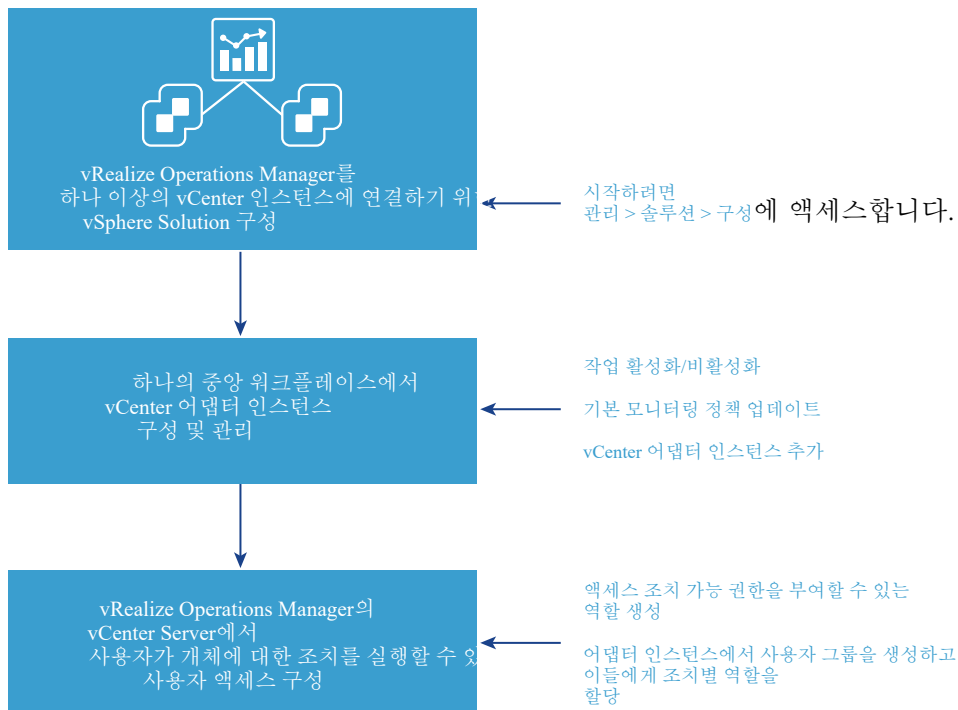 vRealize Operations Manager를
하나 이상의 vCenter 인스턴스에 연결하기 위
vSphere Solution 구성
시작하려면
관리 > 솔루션 > 구성에 액세스합니다.
하나의 중앙 워크플레이스에서
vCenter 어댑터 인스턴스
구성 및 관리
작업 활성화/비활성화
기본 모니터링 정책 업데이트
vCenter 어댑터 인스턴스 추가
vRealize Operations Manager의
vCenter Server에서
사용자가 개체에 대한 조치를 실행할 수 있
사용자 액세스 구성
액세스 조치 가능 권한을 부여할 수 있는
역할 생성
어댑터 인스턴스에서 사용자 그룹을 생성하고
이들에게 조치별 역할을
할당